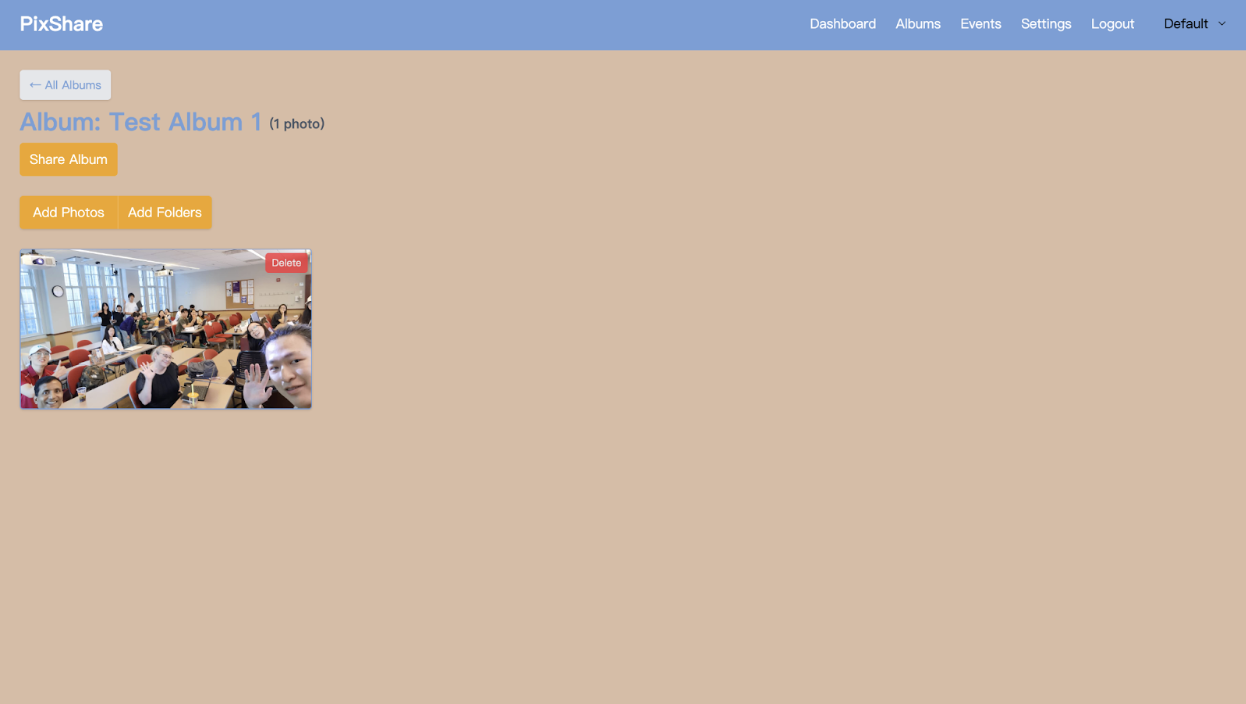 PixShare
Dashboard Albums Events Settings Logout Default
← All Albums
Album: Test Album 1 (1 photo)
Share Album
Add Photos Add Folders
Delete